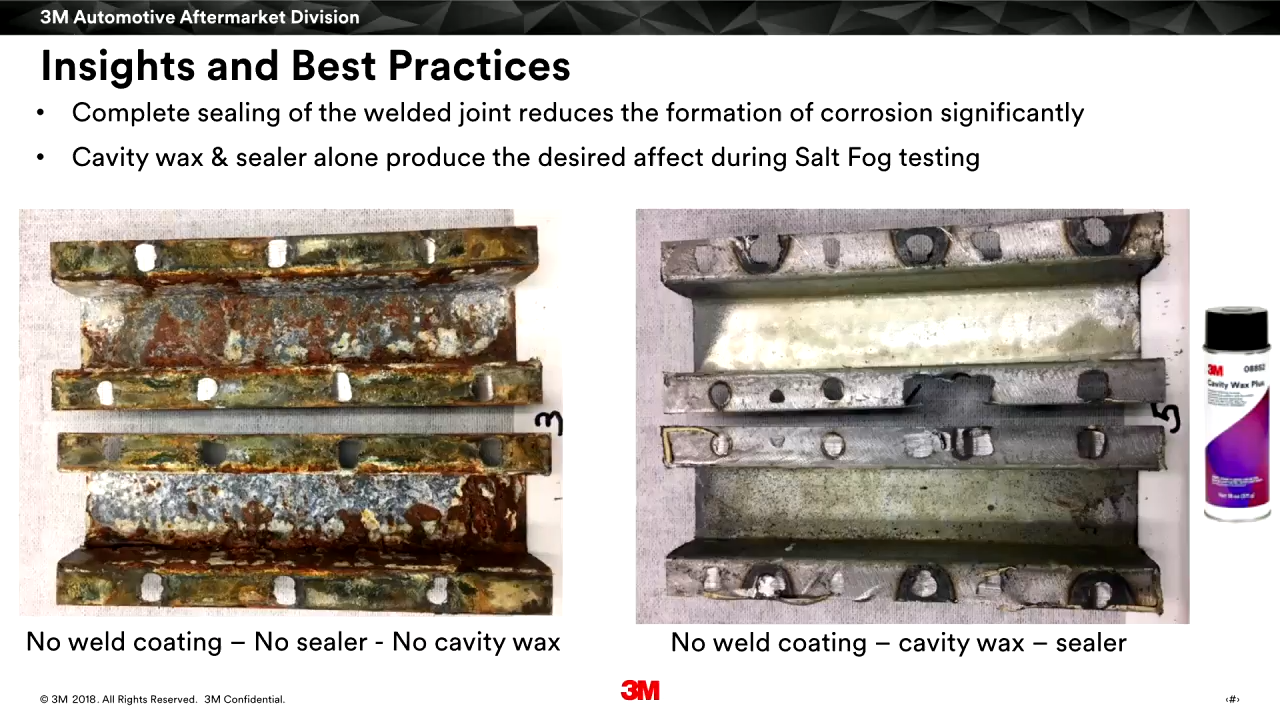 3M Automotive Aftermarket Division
Insights and Best Practices
• Complete sealing of the welded joint reduces the formation of corrosion significantly
• Cavity wax & sealer alone produce the desired affect during Salt Fog testing
3
5
3M 08852
Cavity Wax Plus
No weld coating – No sealer - No cavity wax
No weld coating – cavity wax – sealer
© 3M 2018. All Rights Reserved. 3M Confidential.
3M
‹#›